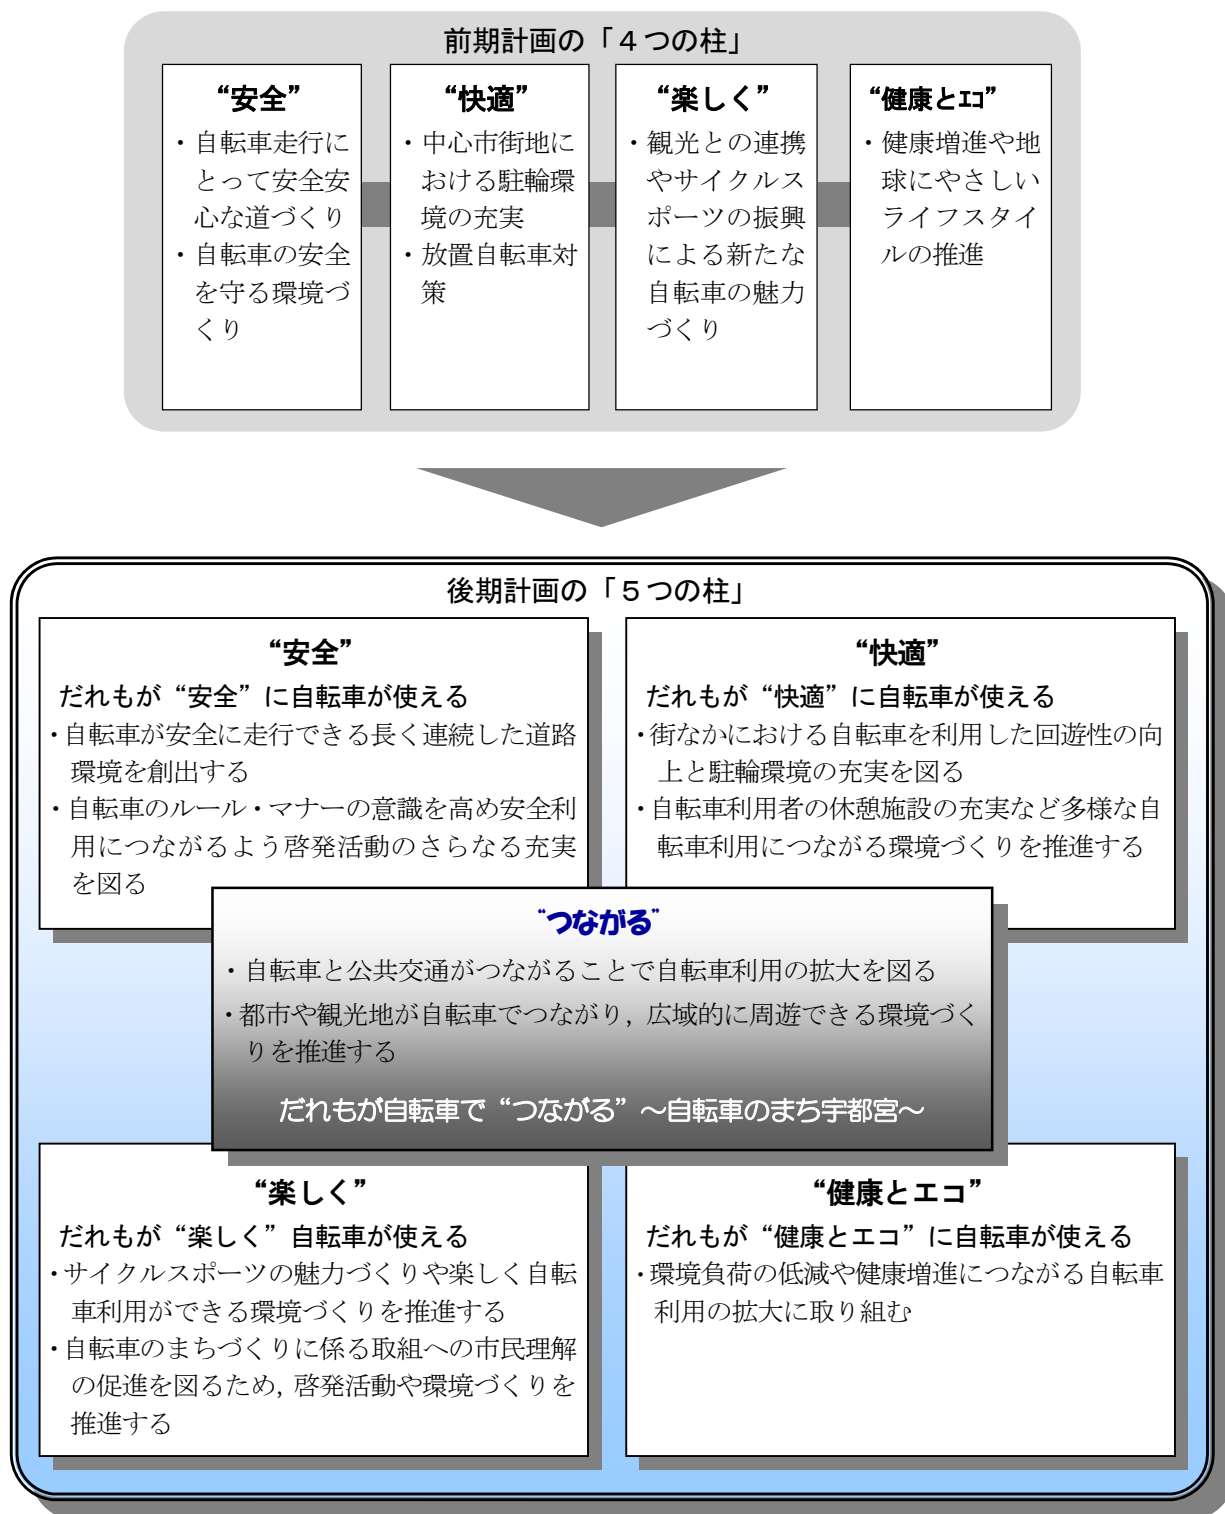 前期計画の「４つの柱」
“安全”
・自転車走行に
とって安全安
心な道づくり
・自転車の安全
を守る環境づ
くり
“快適”
・中心市街地に
おける駐輪環
境の充実
・放置自転車対
策
“楽しく”
・観光との連携
やサイクルス
ポーツの振興
による新たな
自転車の魅力
づくり
“健康とエコ”
・健康増進や地
球にやさしい
ライフスタイ
ルの推進
後期計画の「５つの柱」
“安全”
だれもが“安全”に自転車が使える
・自転車が安全に走行できる長く連続した道路
環境を創出する
・自転車のルール・マナーの意識を高め安全利
用につながるよう啓発活動のさらなる充実
を図る
“快適”
だれもが“快適”に自転車が使える
・街なかにおける自転車を利用した回遊性の向
上と駐輪環境の充実を図る
・自転車利用者の休憩施設の充実など多様な自
転車利用につながる環境づくりを推進する
“つながる”
・自転車と公共交通がつながることで自転車利用の拡大を図る
・都市や観光地が自転車でつながり，広域的に周遊できる環境づく
りを推進する
だれもが自転車で“つながる”～自転車のまち宇都宮～
“楽しく”
だれもが“楽しく”自転車が使える
・サイクルスポーツの魅力づくりや楽しく自転
車利用ができる環境づくりを推進する
・自転車のまちづくりに係る取組への市民理解
の促進を図るため，啓発活動や環境づくりを
推進する
“健康とエコ”
だれもが“健康とエコ”に自転車が使える
・環境負荷の低減や健康増進につながる自転車
利用の拡大に取り組む